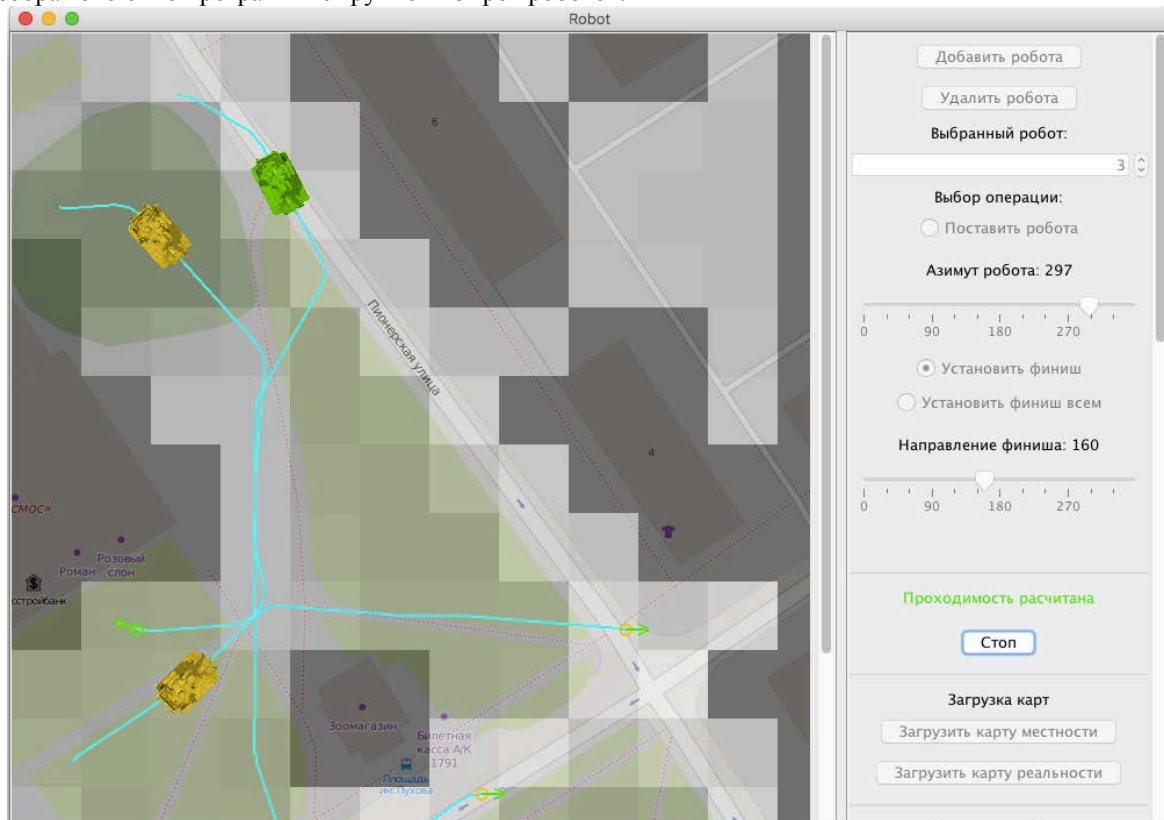 Robot
6
Пионерская улица
4
СМОС»
Розовый
Роман слон
сстройбанк
Зоомагазин
Билетная
касса А/К
1791
Площадь
им. Пухова
Добавить робота
Удалить робота
Выбранный робот:
3
Выбор операции:
Поставить робота
Азимут робота: 297
0 90 180 270
Установить финиш
Установить финиш всем
Направление финиша: 160
0 90 180 270
Проходимость расчитана
Стоп
Загрузка карт
Загрузить карту местности
Загрузить карту реальности